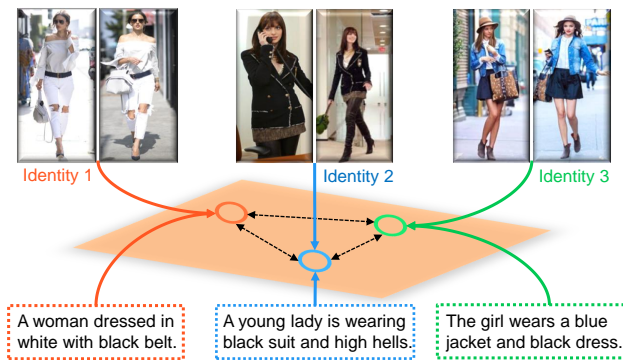 Identity 1
Identity 2
Identity 3
A woman dressed in
white with black belt.
A young lady is wearing
black suit and high hells.
The girl wears a blue
jacket and black dress.